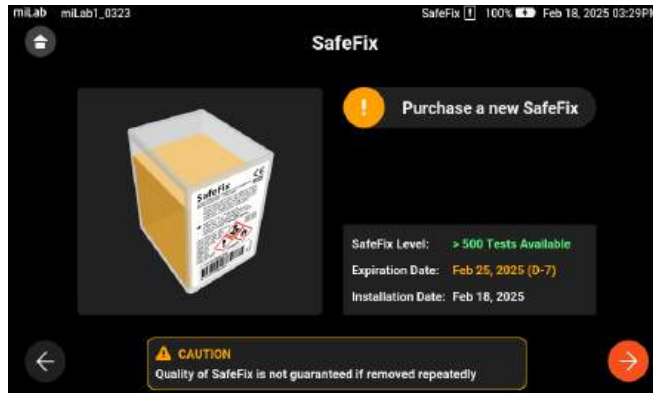 miLab miLab1_0323 SafeFix ! 100% Feb 18, 2025 03:29PM
SafeFix
! Purchase a new SafeFix
SafeFix
CE
SafeFix Level: > 500 Tests Available
Expiration Date: Feb 25, 2025 (D-7)
Installation Date: Feb 18, 2025
CAUTION
Quality of SafeFix is not guaranteed if removed repeatedly